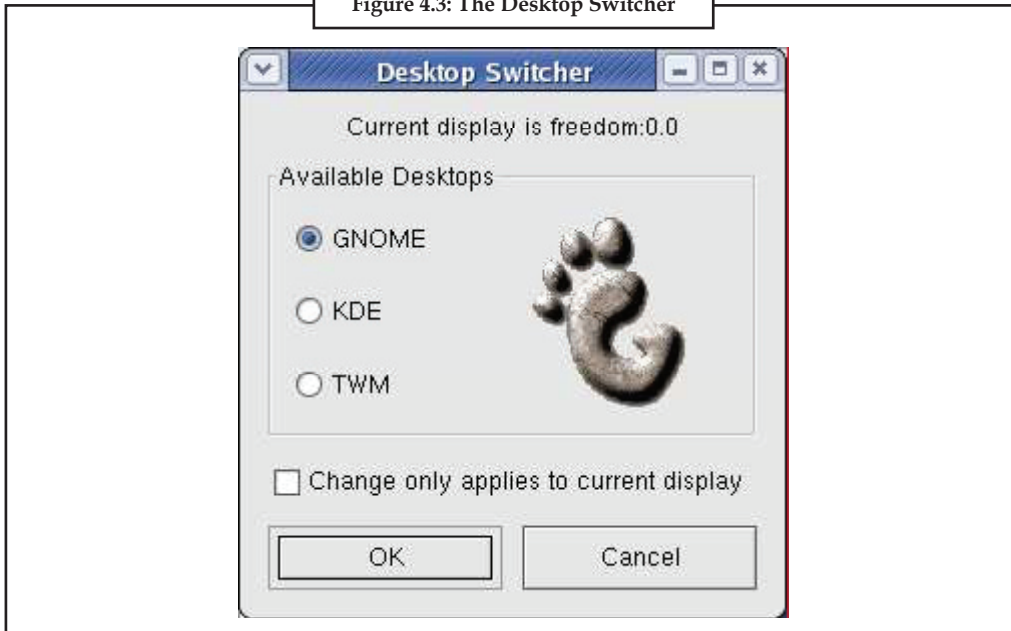 Figure 4.3: The Desktop Switcher
Desktop Switcher
Current display is freedom:0.0
Available Desktops
GNOME
KDE
TWM
Change only applies to current display
OK
Cancel